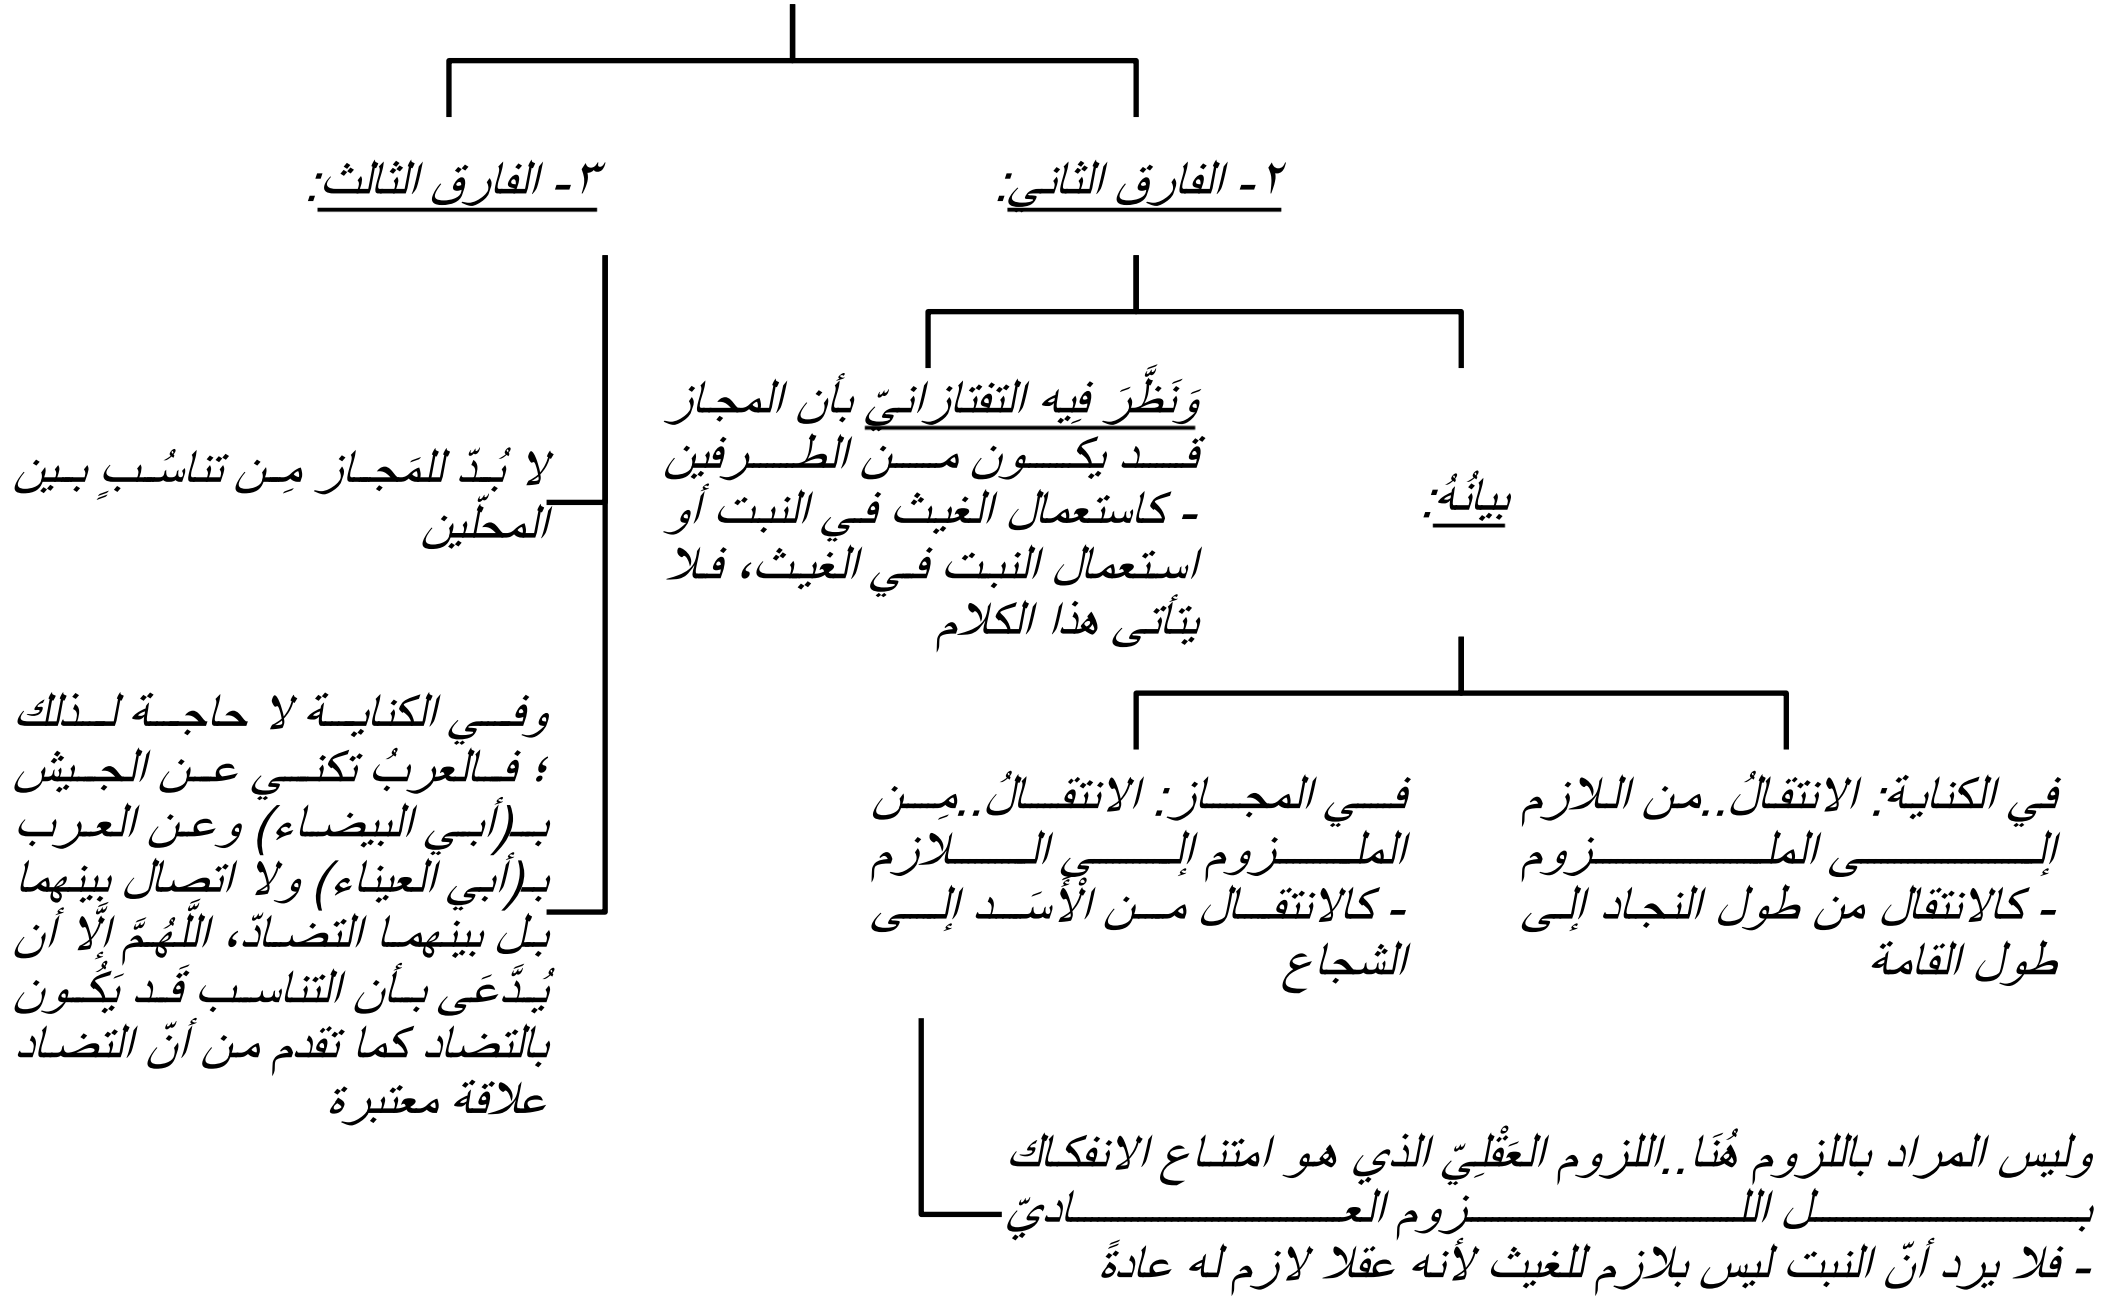 ٢- الفارق الثاني:
بيانُهُ:
في الكناية: الانتقالُ..من اللازم
إلى الملزوم
- كالانتقال من طول النجاد إلى
طول القامة
في المجاز: الانتقالُ..مِن
الملزوم إلى اللازم
- كالانتقال من الْأَسَد إلى
الشجاع
وليس المراد باللزوم هُنَا..اللزوم العَقْلِيّ الذي هو امتناع الانفكاك
بل اللزوم العاديّ
- فلا يرد أنّ النبت ليس بلازم للغيث لأنه عقلا لازم له عادةً
وَنَظَّرَ فِيه التفتازانيّ بأن المجاز
قد يكون من الطرفين
- كاستعمال الغيث في النبت أو
استعمال النبت في الغيث، فلا
يتأتى هذا الكلام
٣- الفارق الثالث:
لا بُدّ للمَجاز مِن تناسُبٍ بين
المحلّين
وفي الكناية لا حاجة لذلك
؛ فالعربُ تكني عن الجيش
بـ(أبي البيضاء) وعن العرب
بـ(أبي العيناء) ولا اتصال بينهما
بل بينهما التضادّ، اللَّهُمَّ إلَّا أن
يُدَّعَى بأن التناسب قَد يَكُون
بالتضاد كما تقدم من أنّ التضاد
علاقة معتبرة